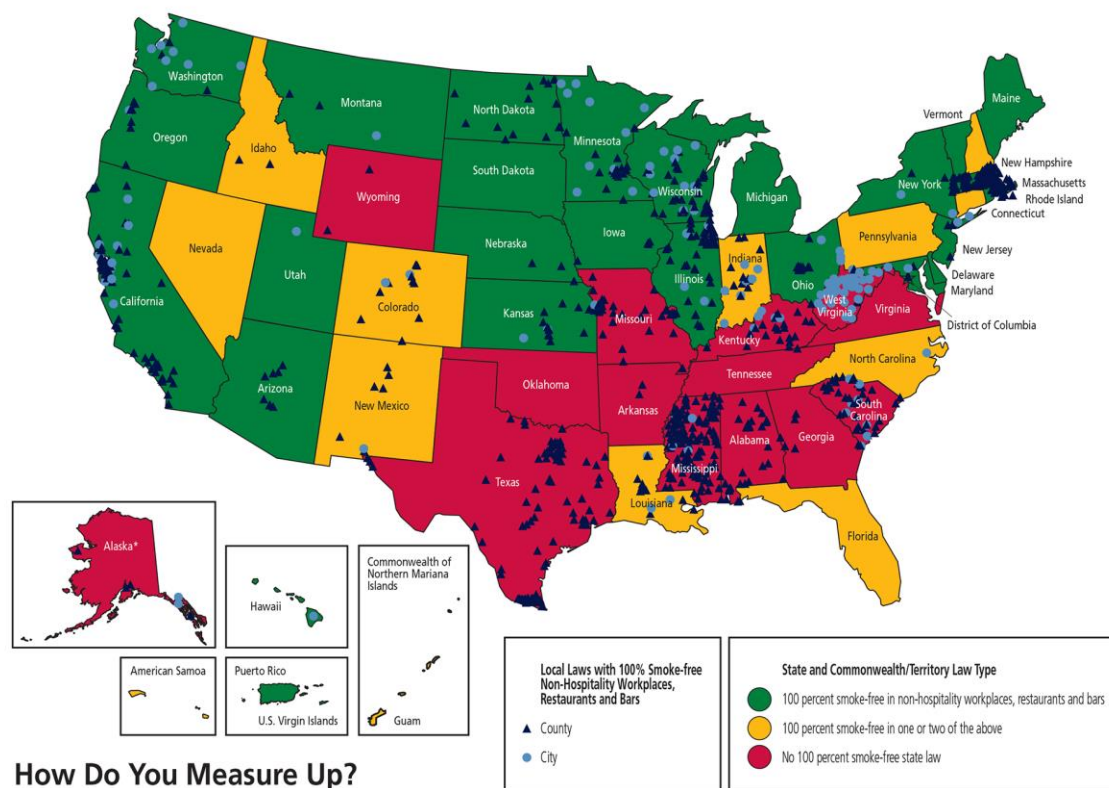 Washington
Oregon
Idaho
Montana
North Dakota
Minnesota
Vermont
Maine
New Hampshire
Massachusetts
Rhode Island
Connecticut
New York
Wisconsin
Michigan
South Dakota
Wyoming
Nevada
Utah
Colorado
Nebraska
Iowa
Illinois
Indiana
Ohio
Pennsylvania
New Jersey
Delaware
Maryland
District of Columbia
California
Kansas
Missouri
Kentucky
West
Virginia
Virginia
North Carolina
Tennessee
Arizona
New Mexico
Oklahoma
Arkansas
South
Carolina
Texas
Louisiana
Mississippi
Alabama
Georgia
Florida
Alaska*
Hawaii
Commonwealth of
Northern Mariana
Islands
Guam
American Samoa
Puerto Rico
U.S. Virgin Islands
Local Laws with 100% Smoke-free
Non-Hospitality Workplaces,
Restaurants and Bars
County
City
State and Commonwealth/Territory Law Type
100 percent smoke-free in non-hospitality workplaces, restaurants and bars
100 percent smoke-free in one or two of the above
No 100 percent smoke-free state law
How Do You Measure Up?